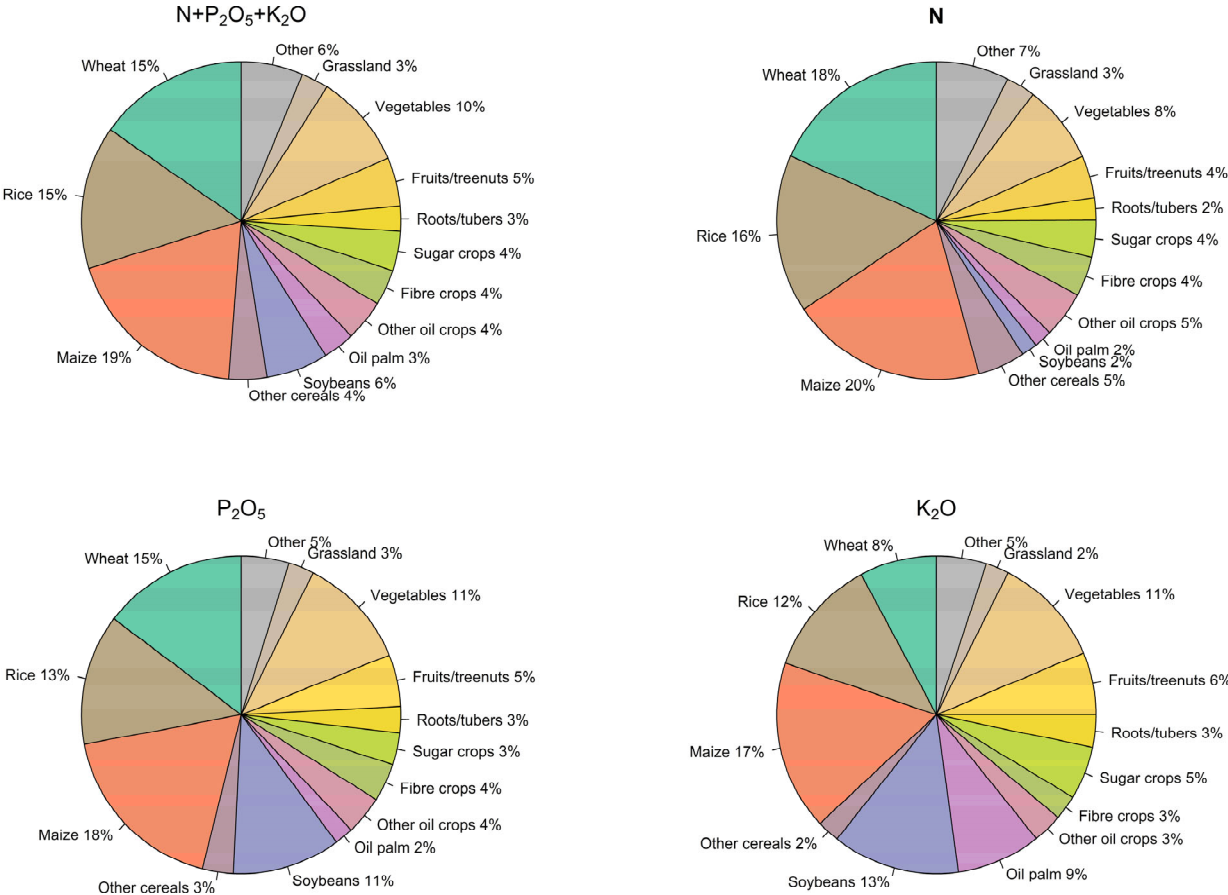 N+P₂O₅+K₂O
Other 6%
Grassland 3%
Vegetables 10%
Fruits/treenuts 5%
Roots/tubers 3%
Sugar crops 4%
Fibre crops 4%
Other oil crops 4%
Oil palm 3%
Soybeans 6%
Other cereals 4%
Maize 19%
Rice 15%
Wheat 15%
N
Other 7%
Grassland 3%
Vegetables 8%
Fruits/treenuts 4%
Roots/tubers 2%
Sugar crops 4%
Fibre crops 4%
Other oil crops 5%
Oil palm 2%
Soybeans 2%
Other cereals 5%
Maize 20%
Rice 16%
Wheat 18%
P₂O₅
Other 5%
Grassland 3%
Vegetables 11%
Fruits/treenuts 5%
Roots/tubers 3%
Sugar crops 3%
Fibre crops 4%
Other oil crops 4%
Oil palm 2%
Soybeans 11%
Other cereals 3%
Maize 18%
Rice 13%
Wheat 15%
K₂O
Other 5%
Grassland 2%
Vegetables 11%
Fruits/treenuts 6%
Roots/tubers 3%
Sugar crops 5%
Fibre crops 3%
Other oil crops 3%
Oil palm 9%
Soybeans 13%
Other cereals 2%
Maize 17%
Rice 12%
Wheat 8%